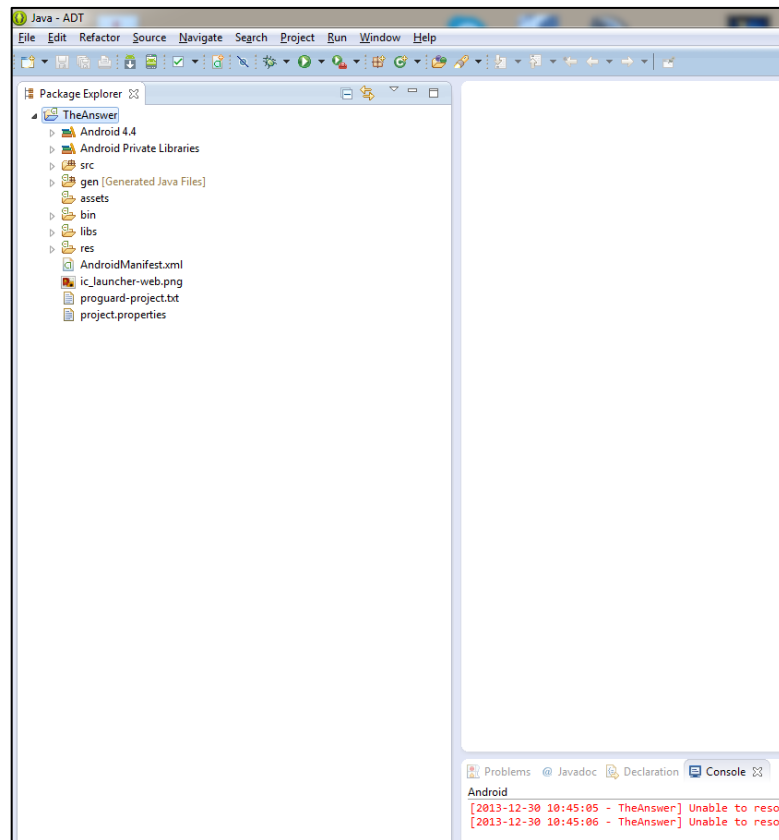 Java - ADT
File Edit Refactor Source Navigate Search Project Run Window Help
Package Explorer
TheAnswer
Android 4.4
Android Private Libraries
src
gen [Generated Java Files]
assets
bin
libs
res
AndroidManifest.xml
ic_launcher-web.png
proguard-project.txt
project.properties
Problems @ Javadoc Declaration Console
Android
[2013-12-30 10:45:05 - TheAnswer] Unable to reso
[2013-12-30 10:45:06 - TheAnswer] Unable to reso